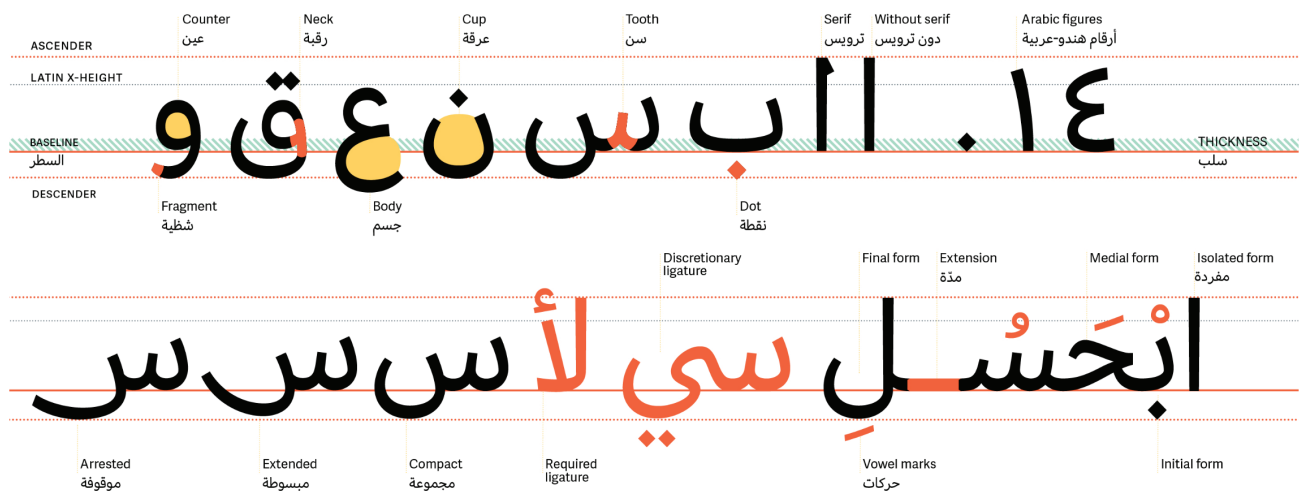 Counter
عين
Neck
رقبة
Cup
عرقة
Tooth
سن
Serif
ترويس
Without serif
دون ترويس
Arabic figures
أرقام هندو-عربية
ASCENDER
LATIN X-HEIGHT
BASELINE
السطر
DESCENDER
THICKNESS
سلب
١٤٠ ا ا ب س ن ع ق و
Fragment
شظية
Body
جسم
Dot
نقطة
Discretionary
ligature
Final form
Extension
مدّة
Medial form
Isolated form
مفردة
ابْحَسُـلِ سي لأ س س س
Arrested
موقوفة
Extended
مبسوطة
Compact
مجموعة
Required
ligature
Vowel marks
حركات
Initial form